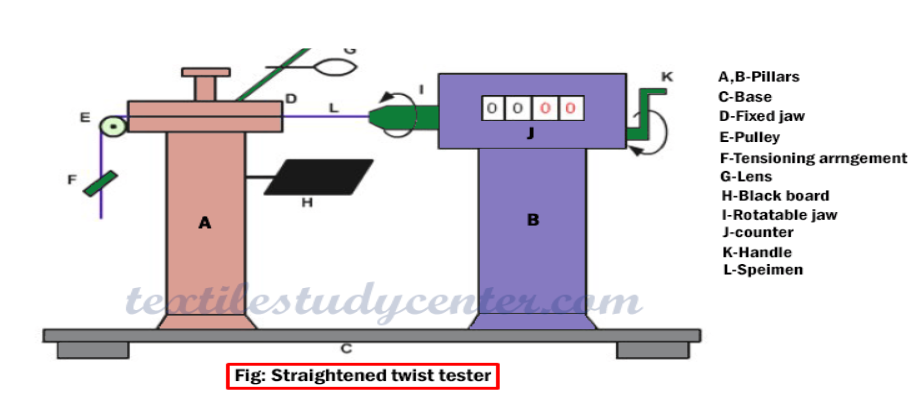 G
K
A,B-Pillars
I
D
C-Base
L
D-Fixed jaw
0 0 0 0
E
J
E-Pulley
F-Tensioning arrngement
F
G-Lens
H
H-Black board
A
B
I-Rotatable jaw
J-counter
K-Handle
L-Speimen
textilestudycenter.com
C
Fig: Straightened twist tester